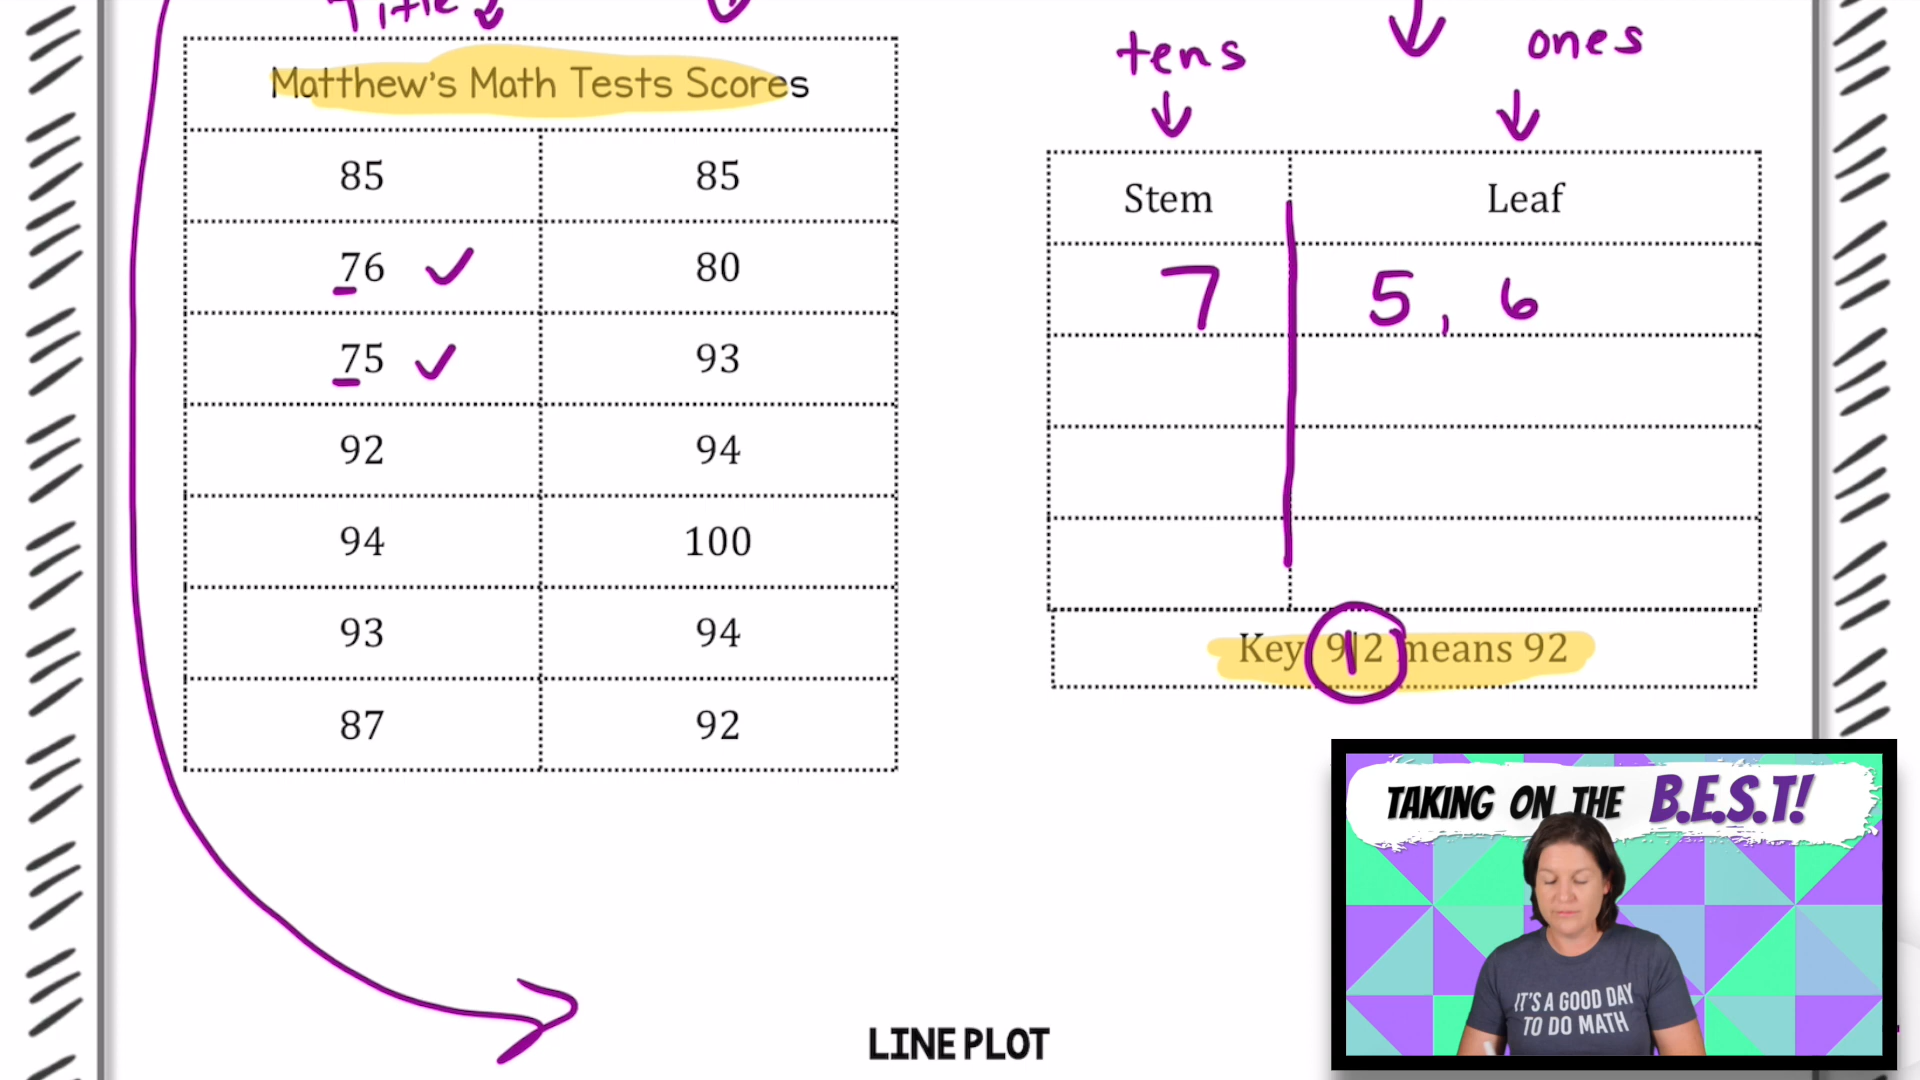 Title
tens
ones
Matthew's Math Tests Scores
85 85
76 80
75 93
92 94
94 100
93 94
87 92
Stem Leaf
7 5, 6
Key 9|2 means 92
TAKING ON THE B.E.S.T!
IT'S A GOOD DAY
TO DO MATH
LINE PLOT